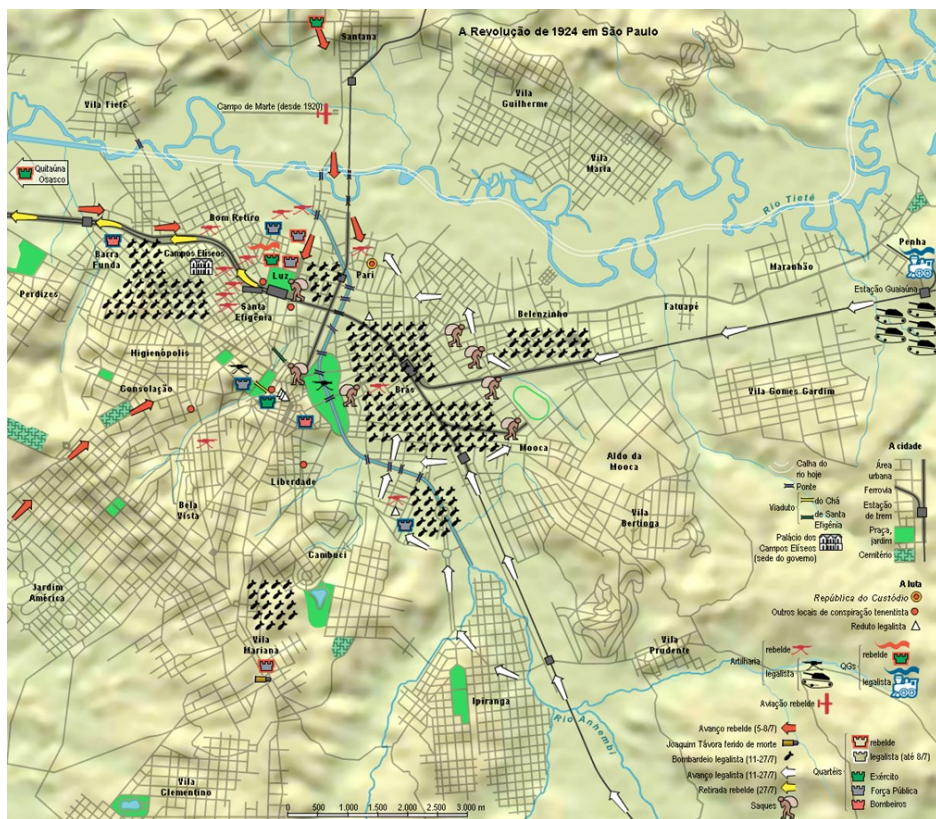 A Revolução de 1924 em São Paulo
Santana
Campo de Marte (desde 1920)
Vila Tietê
Vila
Guilherme
Vila
Maria
Quitaúna
Osasco
Rio Tietê
Bom Retiro
Penha
Barra
Funda
Campos Elíseos
Luz
Pari
Maranhão
Estação Guaiaúna
Perdizes
Santa
Efigênia
Belenzinho
Tatuapé
Higienópolis
Consolação
Brás
Vila Gomes Gardim
Mooca
Aldo da
Mooca
Liberdade
Bela
Vista
Vila
Bertioga
Cambuci
Jardim
América
Vila
Mariana
Vila
Prudente
Ipiranga
Rio Anhembi
Vila
Clementino
A cidade
Calha do
rio hoje
Ponte
Viaduto
do Chá
de Santa
Efigênia
Palácio dos
Campos Elíseos
(sede do governo)
Área
urbana
Ferrovia
Estação
de trem
Praça,
jardim
Cemitério
A luta
República do Custódio
Outros locais de conspiração tenentista
Reduto legalista
Artilharia
rebelde
legalista
QGs
rebelde
legalista
Aviação rebelde
Avanço rebelde (5-8/7)
Joaquim Távora ferido de morte
Bombardeio legalista (11-27/7)
Avanço legalista (11-27/7)
Retirada rebelde (27/7)
Saques
Quartéis
rebelde
legalista (até 8/7)
Exército
Força Pública
Bombeiros
0 500 1.000 1.500 2.000 2.500 3.000 m